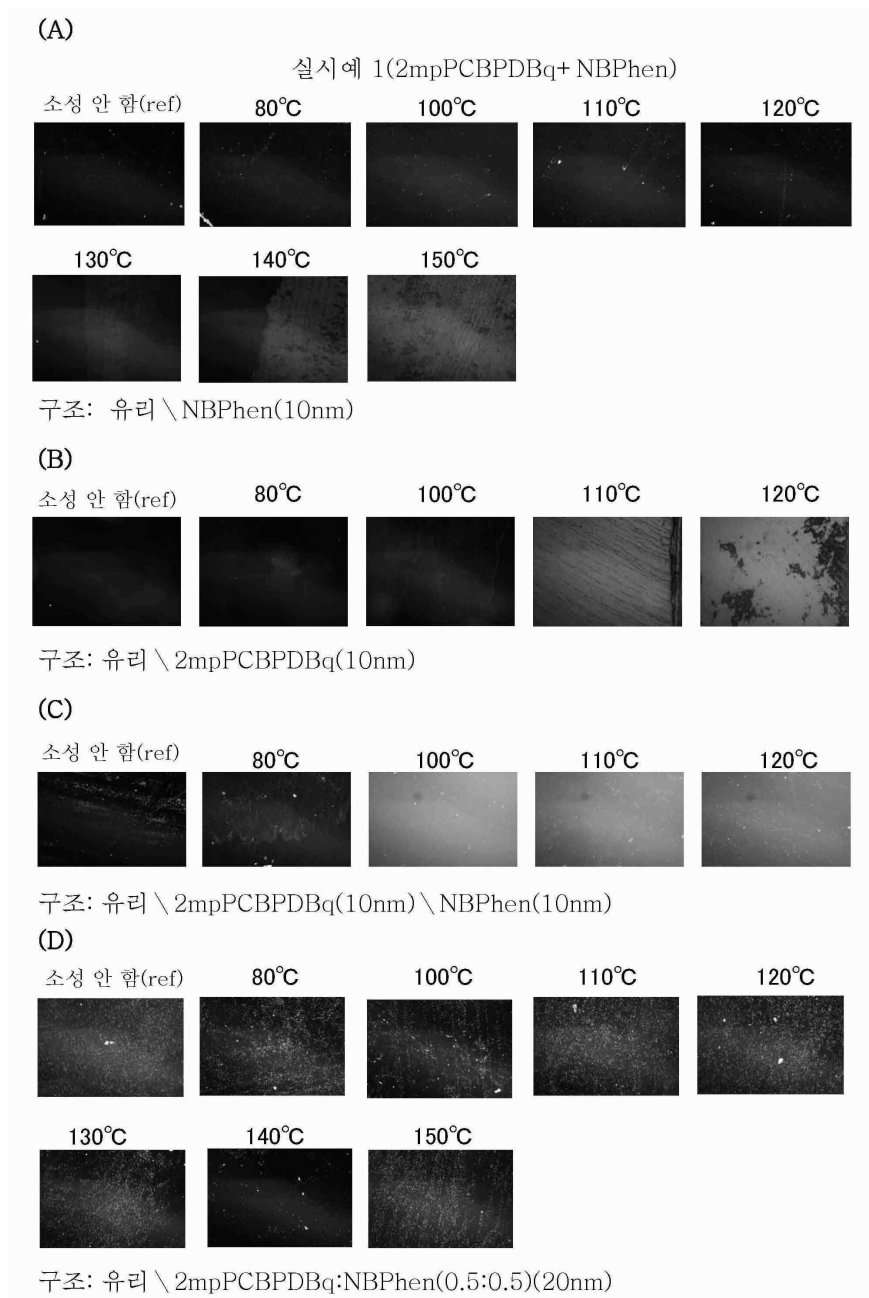 (A)
실시예 1(2mpPCBPDBq+NBPhen)
소성 안 함(ref) 80℃ 100℃ 110℃ 120℃
130℃ 140℃ 150℃
구조: 유리\NBPhen(10nm)
(B)
소성 안 함(ref) 80℃ 100℃ 110℃ 120℃
구조: 유리\2mpPCBPDBq(10nm)
(C)
소성 안 함(ref) 80℃ 100℃ 110℃ 120℃
구조: 유리\2mpPCBPDBq(10nm)\NBPhen(10nm)
(D)
소성 안 함(ref) 80℃ 100℃ 110℃ 120℃
130℃ 140℃ 150℃
구조: 유리\2mpPCBPDBq:NBPhen(0.5:0.5)(20nm)